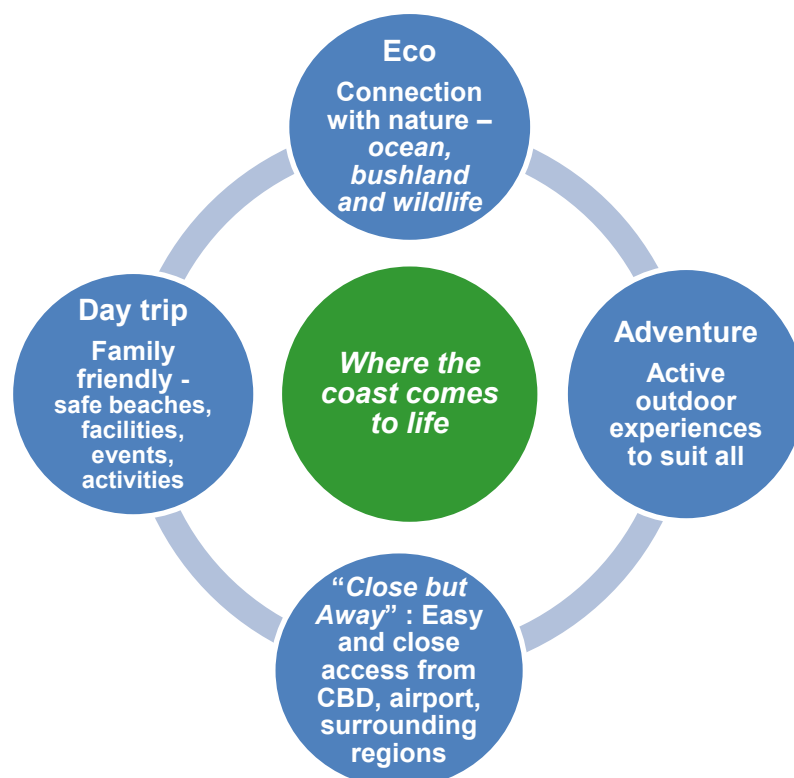 Eco
Connection
with nature –
ocean,
bushland
and wildlife
Day trip
Family
friendly -
safe beaches,
facilities,
events,
activities
Where the
coast comes
to life
Adventure
Active
outdoor
experiences
to suit all
“Close but
Away” : Easy
and close
access from
CBD, airport,
surrounding
regions